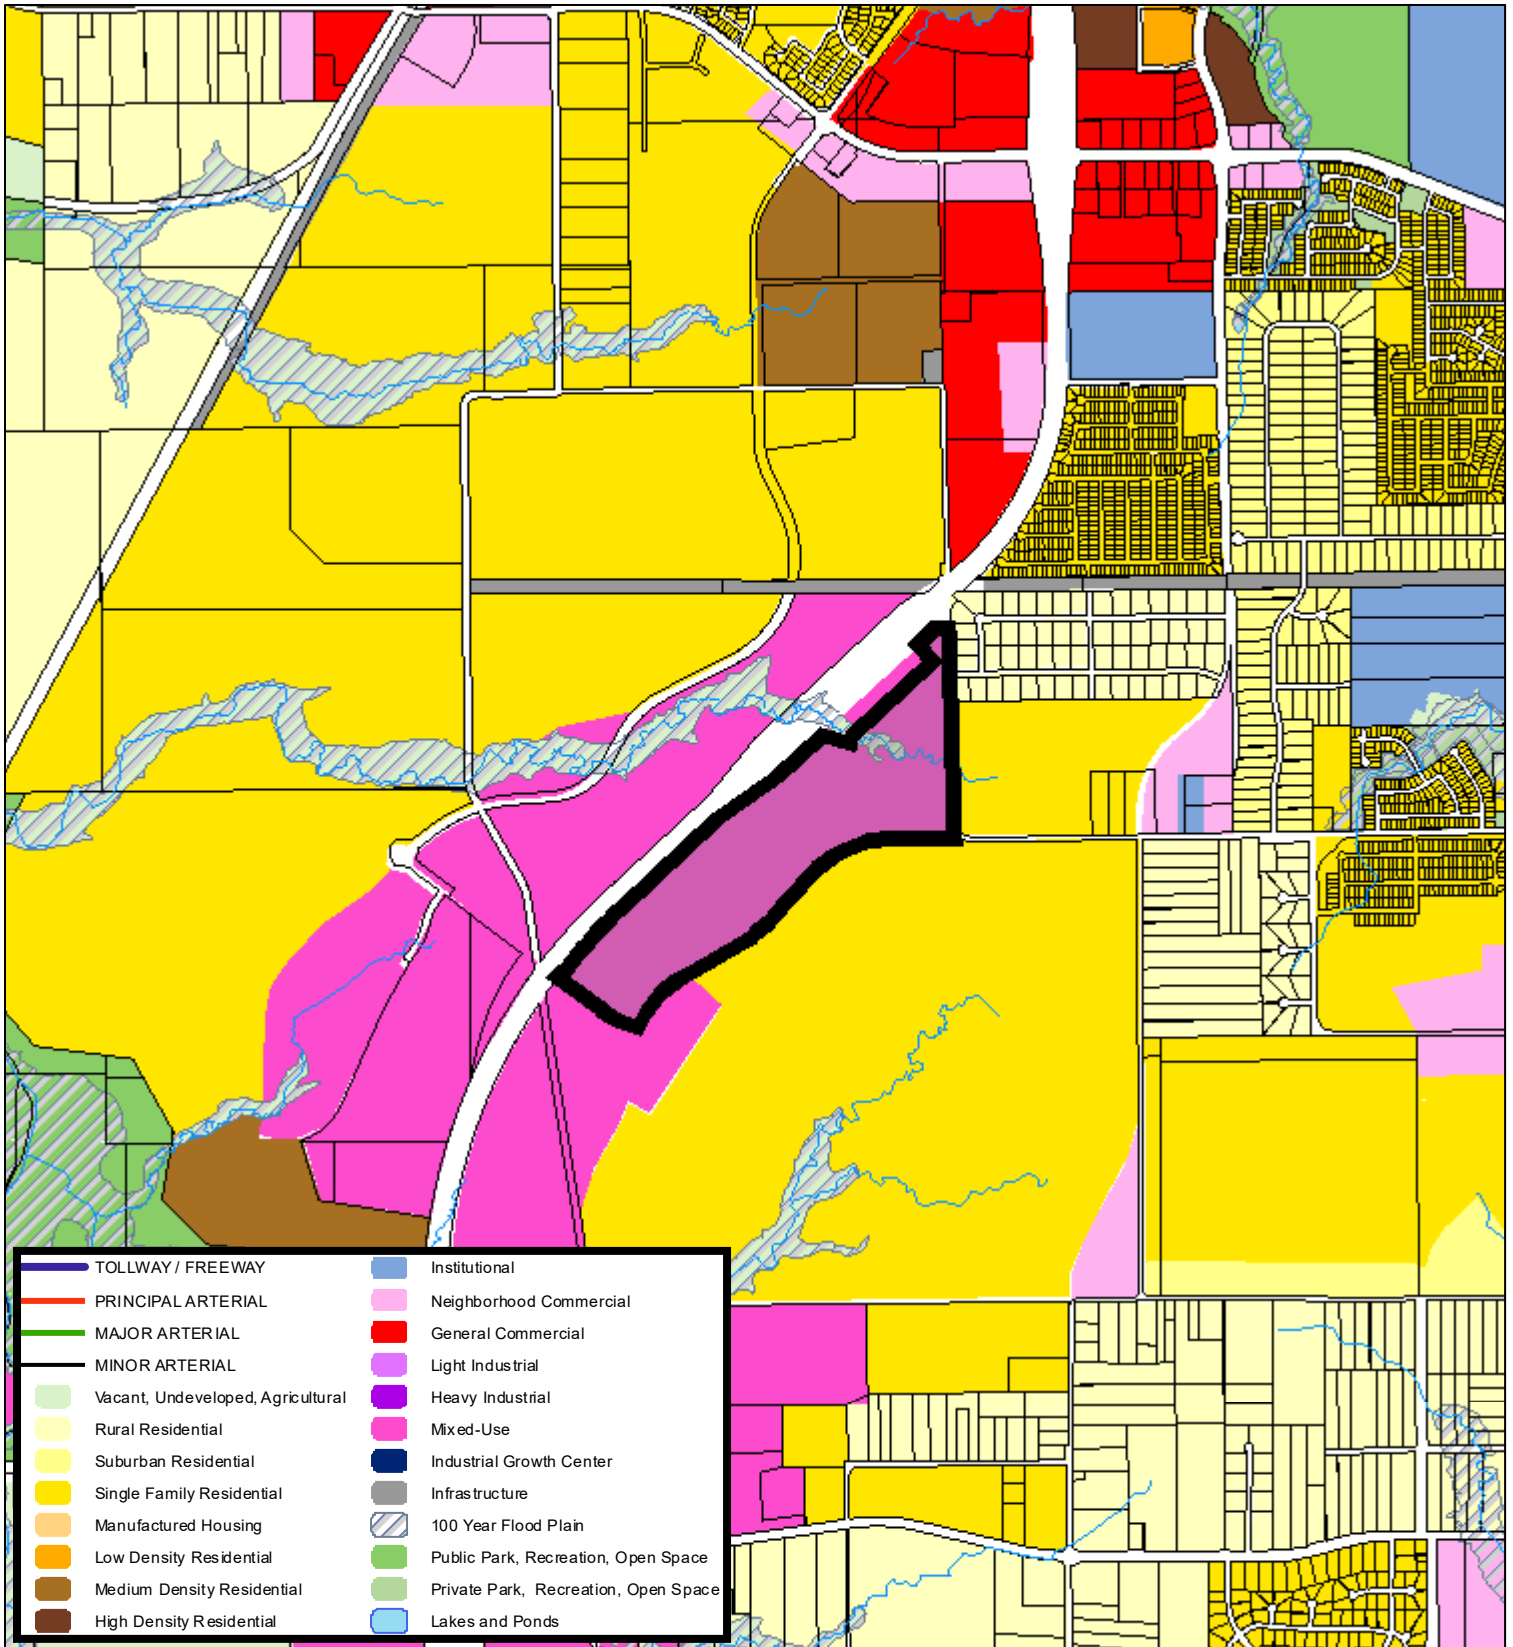 TOLLWAY / FREEWAY
PRINCIPAL ARTERIAL
MAJOR ARTERIAL
MINOR ARTERIAL
Vacant, Undeveloped, Agricultural
Rural Residential
Suburban Residential
Single Family Residential
Manufactured Housing
Low Density Residential
Medium Density Residential
High Density Residential
Institutional
Neighborhood Commercial
General Commercial
Light Industrial
Heavy Industrial
Mixed-Use
Industrial Growth Center
Infrastructure
100 Year Flood Plain
Public Park, Recreation, Open Space
Private Park, Recreation, Open Space
Lakes and Ponds